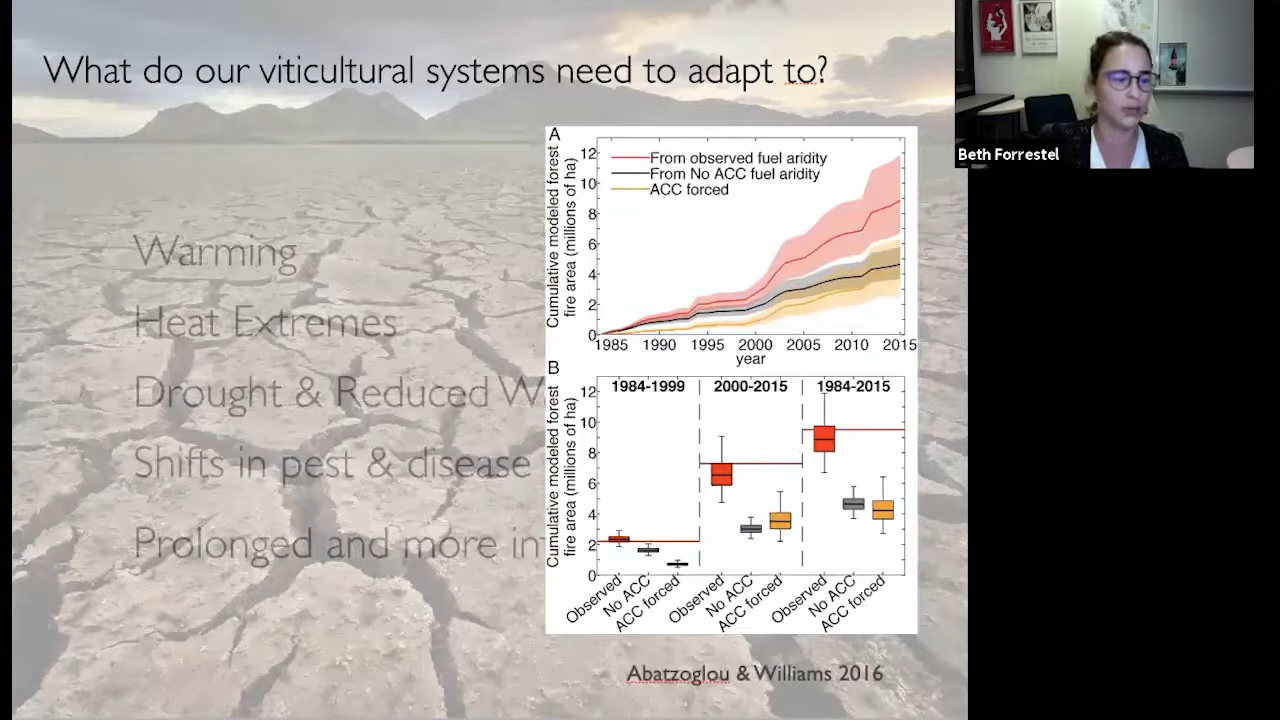 What do our viticultural systems need to adapt to?
Beth Forrestel
Warming
Heat Extremes
Drought & Reduced W
Shifts in pest & disease
Prolonged and more in
A
Cumulative modeled forest
fire area (millions of ha)
12
10
8
6
4
2
0
From observed fuel aridity
From No ACC fuel aridity
ACC forced
1985 1990 1995 2000 2005 2010 2015
year
B
Cumulative modeled forest
fire area (millions of ha)
12
10
8
6
4
2
0
1984-1999 2000-2015 1984-2015
Observed No ACC ACC forced Observed No ACC ACC forced Observed No ACC ACC forced
Abatzoglou & Williams 2016